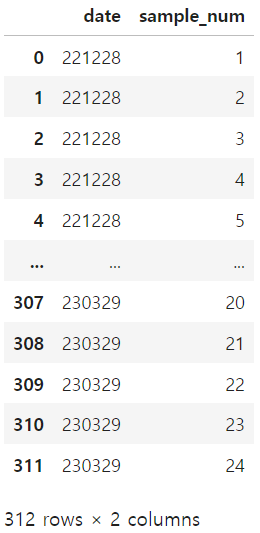 date sample_num
0 221228 1
1 221228 2
2 221228 3
3 221228 4
4 221228 5
... ... ...
307 230329 20
308 230329 21
309 230329 22
310 230329 23
311 230329 24
312 rows × 2 columns